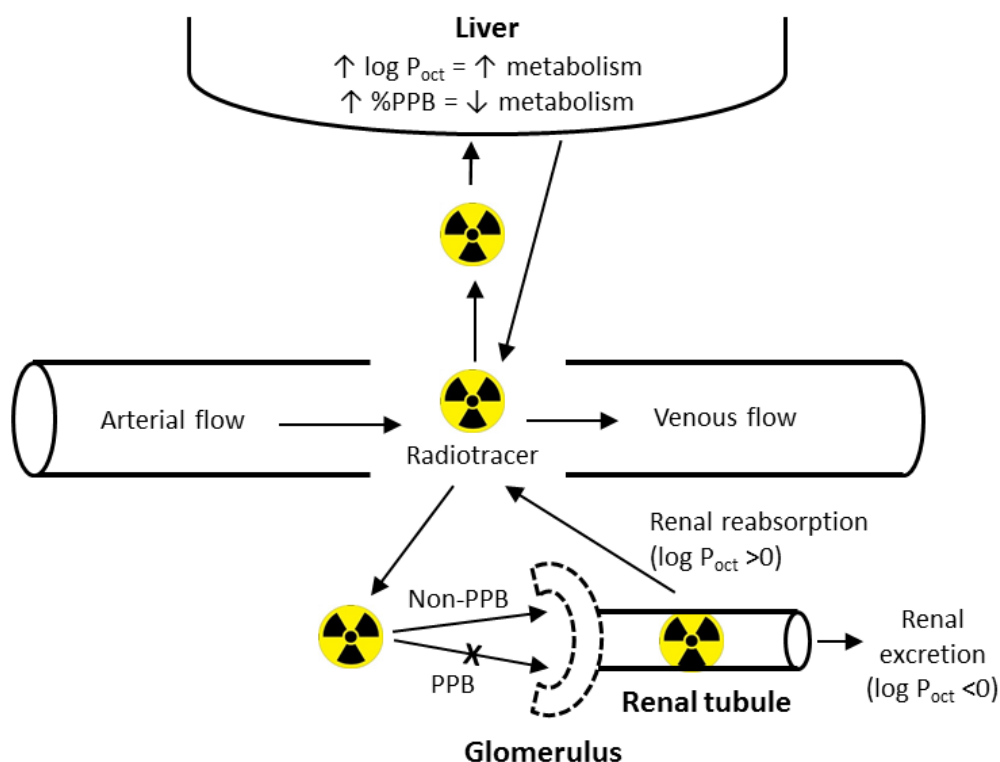 Liver
↑ log Poct = ↑ metabolism
↑ %PPB = ↓ metabolism
Arterial flow
Radiotracer
Venous flow
Renal reabsorption
(log Poct >0)
Non-PPB
X
PPB
Renal
excretion
(log Poct <0)
Renal tubule
Glomerulus